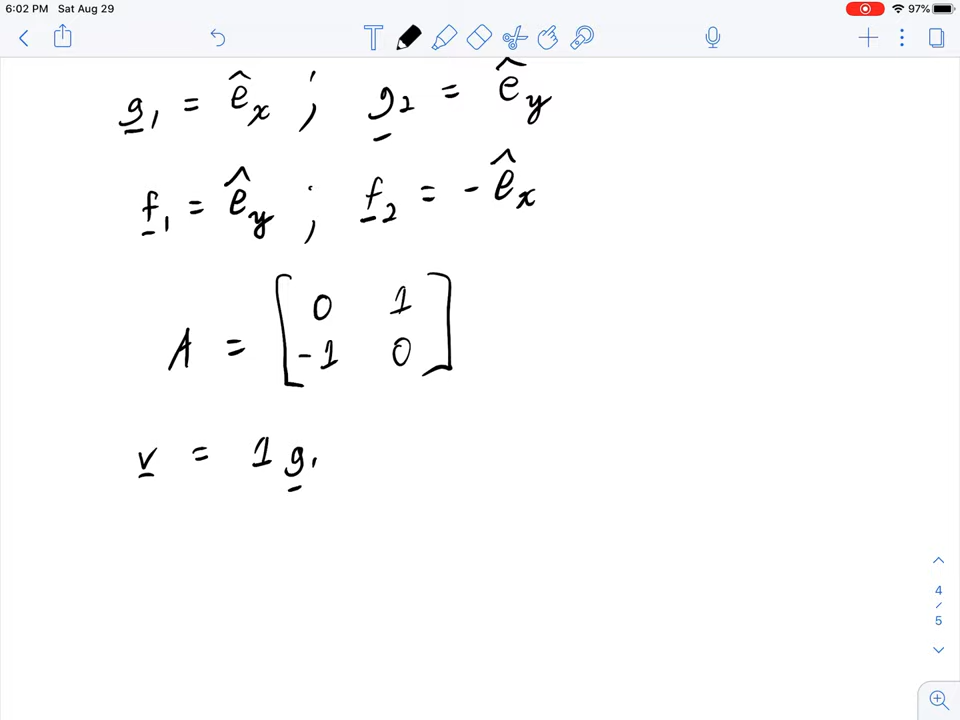 6:02 PM Sat Aug 29 97%
T
g₁ = êₓ ; g₂ = ê_y
f₁ = ê_y ; f₂ = - êₓ
A = [ 0 1
-1 0 ]
v = 1 g₁
4
/
5